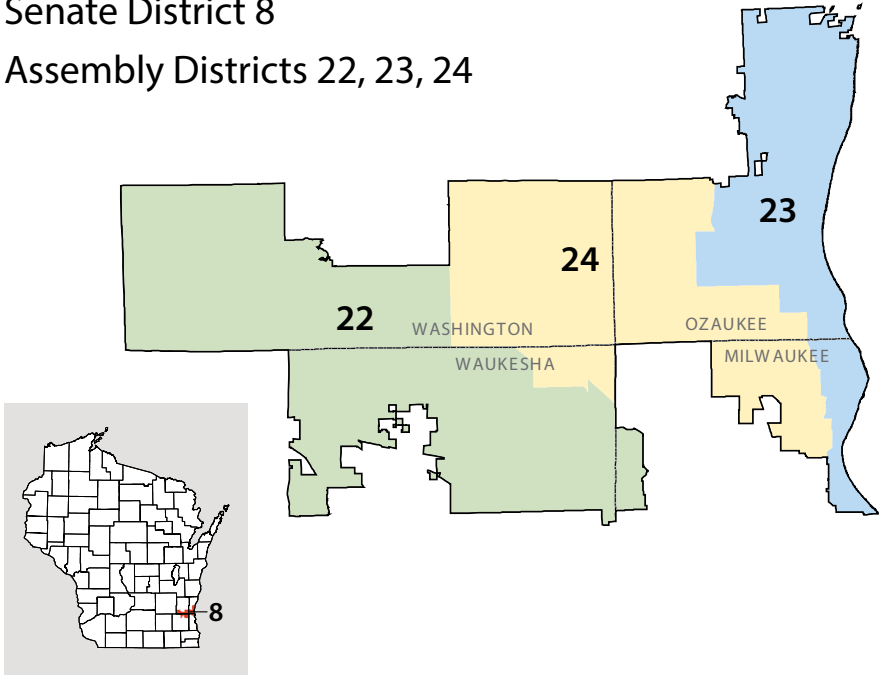 Senate District 8
Assembly Districts 22, 23, 24
23
24
22
WASHINGTON
OZAUKEE
WAUKESHA
MILWAUKEE
8